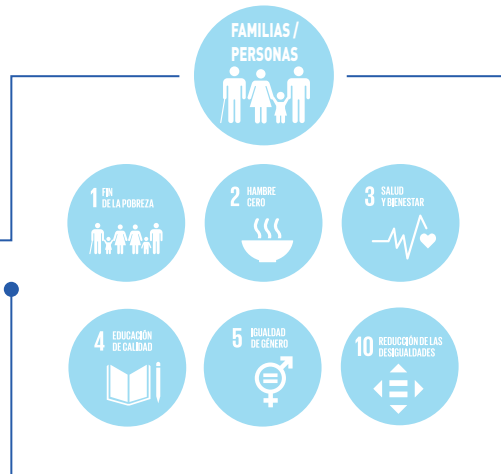 FAMILIAS /
PERSONAS
1 FIN
DE LA POBREZA
2 HAMBRE
CERO
3 SALUD
Y BIENESTAR
4 EDUCACIÓN
DE CALIDAD
5 IGUALDAD
DE GÉNERO
10 REDUCCIÓN DE LAS
DESIGUALDADES